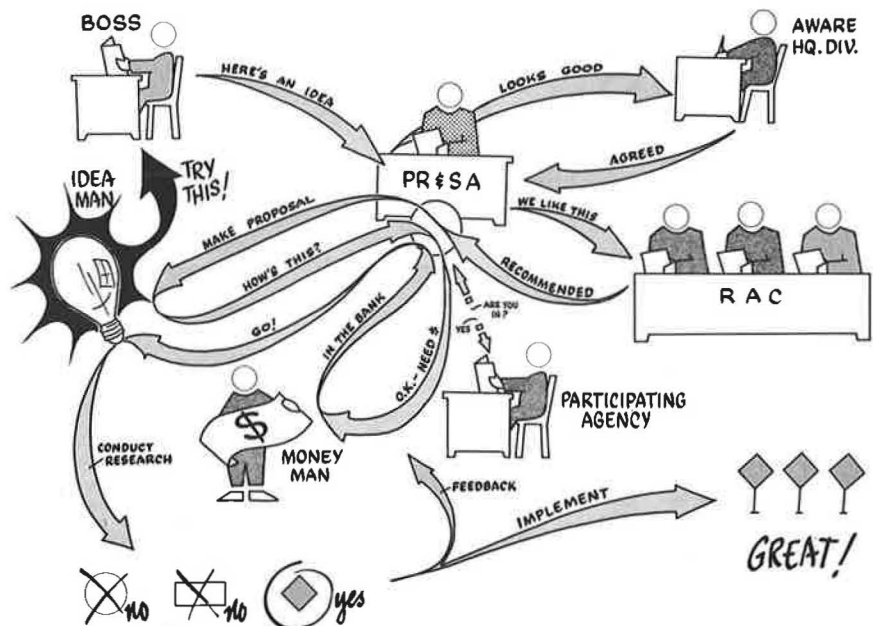 BOSS
AWARE
HQ. DIV.
HERE'S AN IDEA
LOOKS GOOD
AGREED
IDEA
MAN
TRY
THIS!
PR&SA
WE LIKE THIS
MAKE PROPOSAL
HOW'S THIS?
RECOMMENDED
RAC
GO!
IN THE BANK
O.K.- NEED $
ARE YOU
IN?
YES
$
MONEY
MAN
PARTICIPATING
AGENCY
CONDUCT
RESEARCH
FEEDBACK
IMPLEMENT
GREAT!
no
no
yes